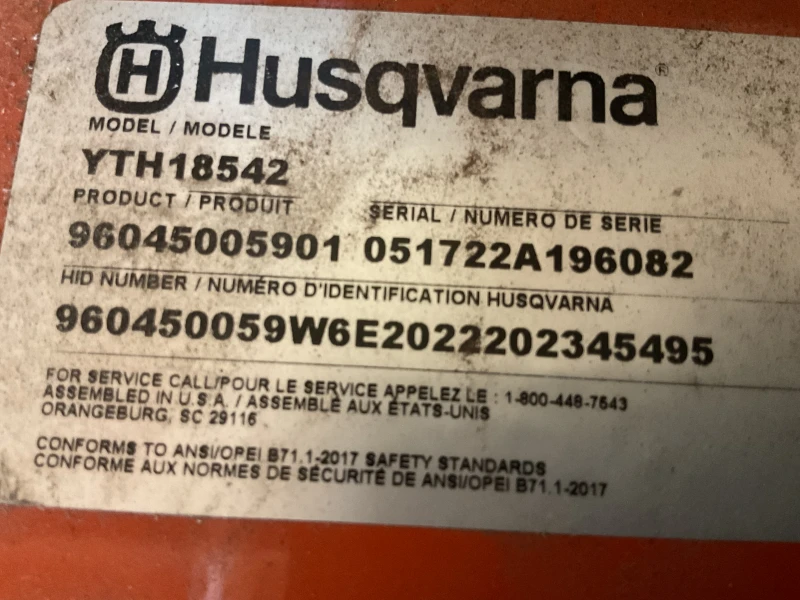 H Husqvarna®
MODEL / MODELE
YTH18542
PRODUCT / PRODUIT SERIAL / NUMERO DE SERIE
96045005901 051722A196082
HID NUMBER / NUMÉRO D'IDENTIFICATION HUSQVARNA
960450059W6E2022202345495
FOR SERVICE CALL/POUR LE SERVICE APPELEZ LE : 1-800-448-7643
ASSEMBLED IN U.S.A. / ASSEMBLÉ AUX ÉTATS-UNIS
ORANGEBURG, SC 29115
CONFORMS TO ANSI/OPEI B71.1-2017 SAFETY STANDARDS
CONFORME AUX NORMES DE SÉCURITÉ DE ANSI/OPEI B71.1-2017